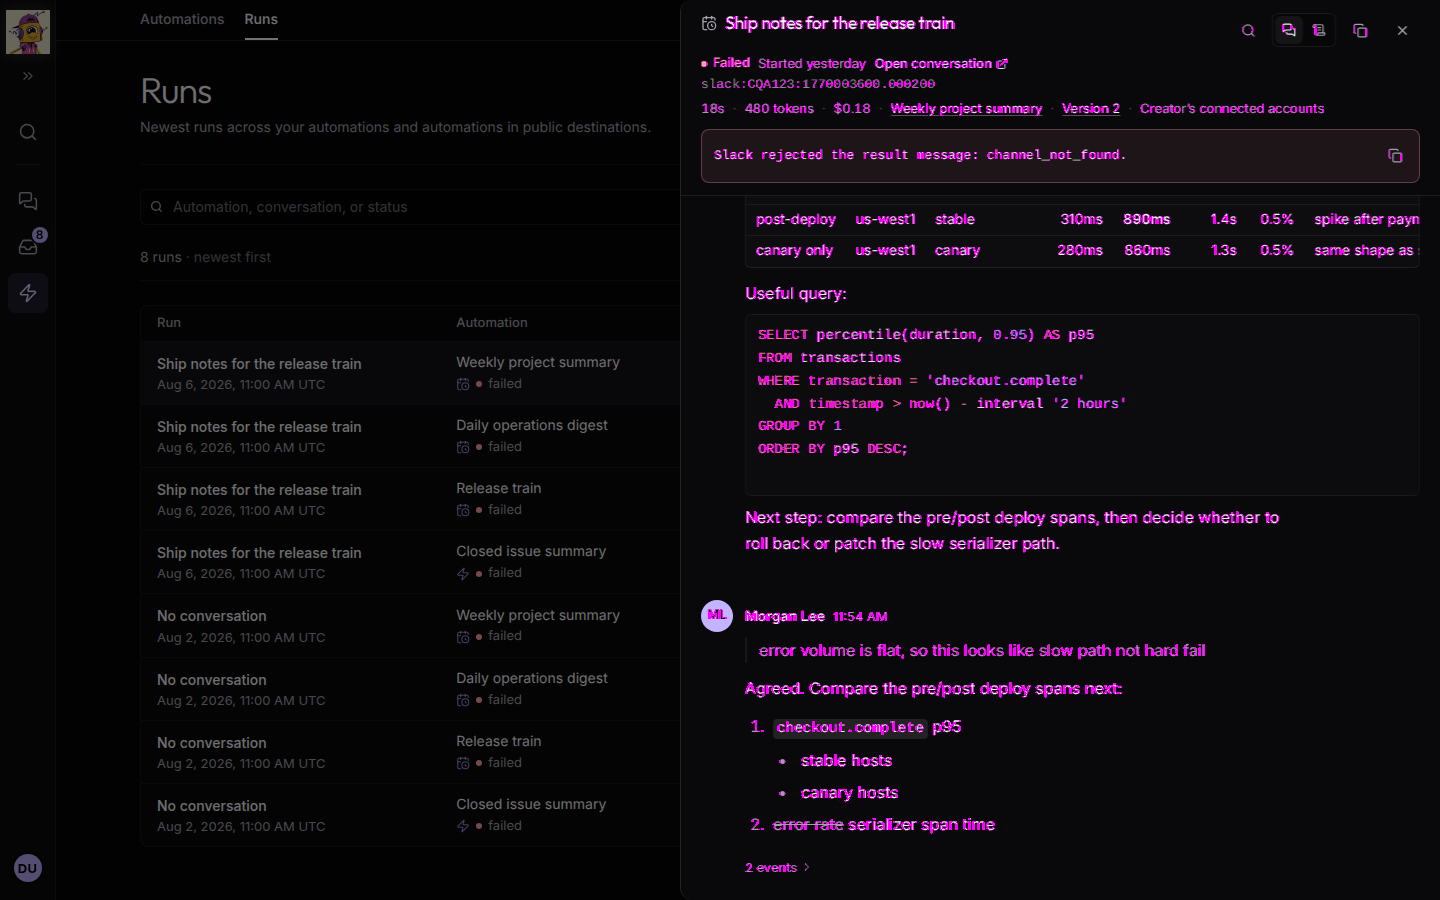 Automations Runs
Runs
Newest runs across your automations and automations in public destinations.
Automation, conversation, or status
8 runs · newest first
Run Automation
Ship notes for the release train Weekly project summary
Aug 6, 2026, 11:00 AM UTC failed
Ship notes for the release train Daily operations digest
Aug 6, 2026, 11:00 AM UTC failed
Ship notes for the release train Release train
Aug 6, 2026, 11:00 AM UTC failed
Ship notes for the release train Closed issue summary
Aug 6, 2026, 11:00 AM UTC failed
No conversation Weekly project summary
Aug 2, 2026, 11:00 AM UTC failed
No conversation Daily operations digest
Aug 2, 2026, 11:00 AM UTC failed
No conversation Release train
Aug 2, 2026, 11:00 AM UTC failed
No conversation Closed issue summary
Aug 2, 2026, 11:00 AM UTC failed
8
DU
Ship notes for the release train
Failed Started yesterday Open conversation
slack:CQA123:1770003600.000200
18s · 480 tokens · $0.18 · Weekly project summary · Version 2 · Creator's connected accounts
Slack rejected the result message: channel_not_found.
post-deploy us-west1 stable 310ms 890ms 1.4s 0.5% spike after payn
canary only us-west1 canary 280ms 860ms 1.3s 0.5% same shape as
Useful query:
SELECT percentile(duration, 0.95) AS p95
FROM transactions
WHERE transaction = 'checkout.complete'
AND timestamp > now() - interval '2 hours'
GROUP BY 1
ORDER BY p95 DESC;
Next step: compare the pre/post deploy spans, then decide whether to
roll back or patch the slow serializer path.
ML Morgan Lee 11:54 AM
error volume is flat, so this looks like slow path not hard fail
Agreed. Compare the pre/post deploy spans next:
1. checkout.complete p95
• stable hosts
• canary hosts
2. error rate serializer span time
2 events